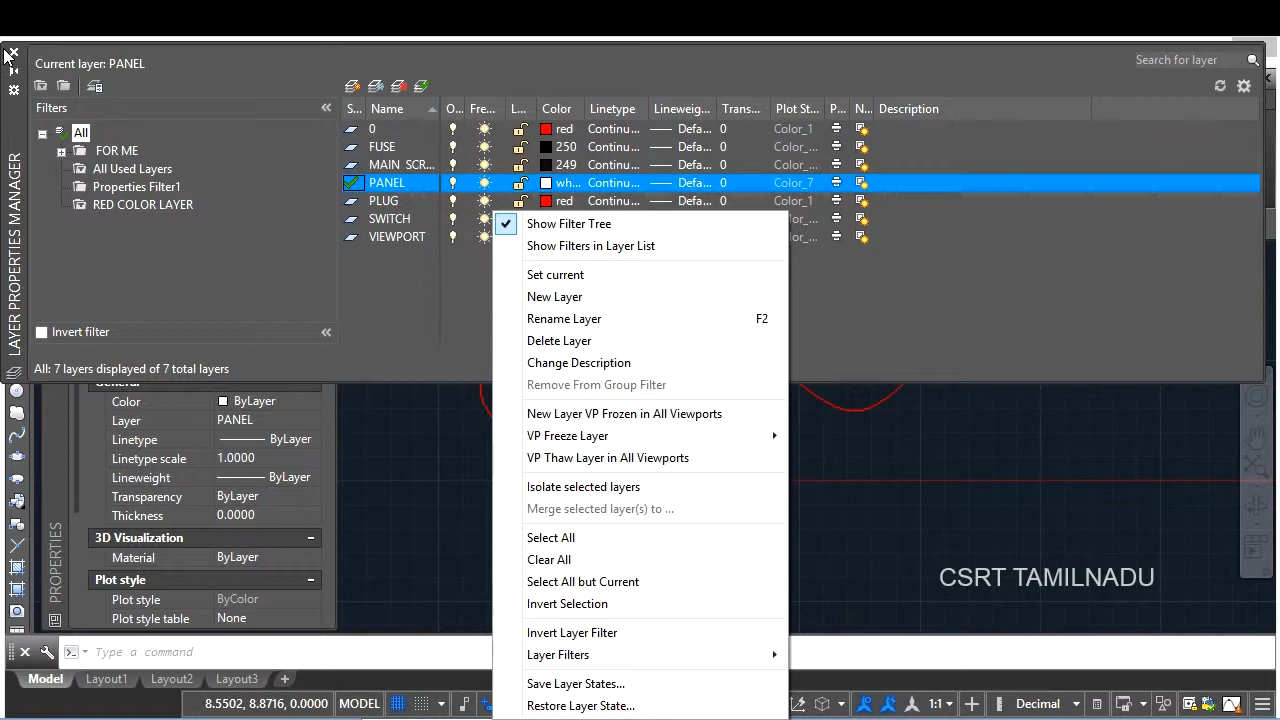 Current layer: PANEL
Search for layer
Filters
S... Name O... Fre... L... Color Linetype Lineweig... Trans... Plot St... P... N... Description
All
FOR ME
All Used Layers
Properties Filter1
RED COLOR LAYER
0 red Continu... Defa... 0 Color_1
FUSE 250 Continu... Defa... 0 Color_...
MAIN SCR... 249 Continu... Defa... 0 Color_...
PANEL wh... Continu... Defa... 0 Color_7
PLUG red Continu... Defa... 0 Color_1
SWITCH
VIEWPORT
Invert filter
All: 7 layers displayed of 7 total layers
LAYER PROPERTIES MANAGER
Show Filter Tree
Show Filters in Layer List
Set current
New Layer
Rename Layer F2
Delete Layer
Change Description
Remove From Group Filter
New Layer VP Frozen in All Viewports
VP Freeze Layer
VP Thaw Layer in All Viewports
Isolate selected layers
Merge selected layer(s) to ...
Select All
Clear All
Select All but Current
Invert Selection
Invert Layer Filter
Layer Filters
Save Layer States...
Restore Layer State...
General
Color ByLayer
Layer PANEL
Linetype ByLayer
Linetype scale 1.0000
Lineweight ByLayer
Transparency ByLayer
Thickness 0.0000
3D Visualization
Material ByLayer
Plot style
Plot style ByColor
Plot style table None
PROPERTIES
CSRT TAMILNADU
Type a command
Model Layout1 Layout2 Layout3
8.5502, 8.8716, 0.0000 MODEL 1:1 Decimal